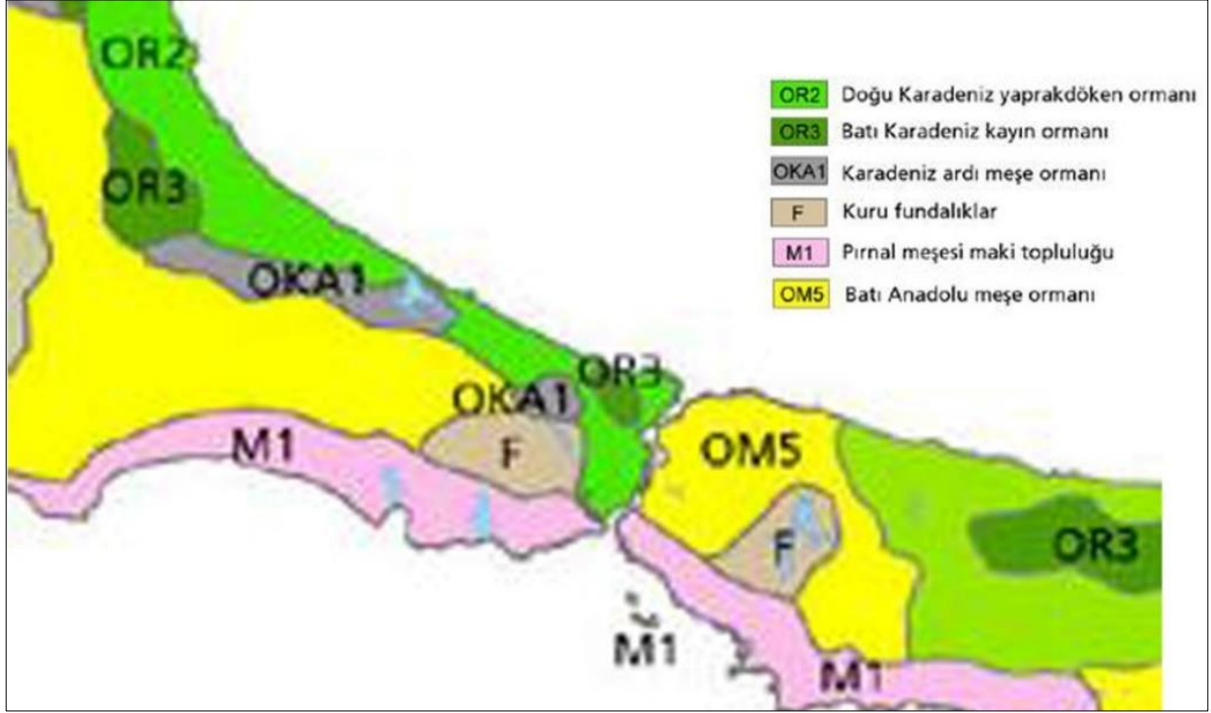 OR2
OR2 Doğu Karadeniz yaprakdöken ormanı
OR3 Batı Karadeniz kayın ormanı
OKA1 Karadeniz ardı meşe ormanı
F Kuru fundalıklar
M1 Pırnal meşesi maki topluluğu
OM5 Batı Anadolu meşe ormanı
OR3
OKA1
OR3
OKA1
M1
F
OM5
F
OR3
M1
M1